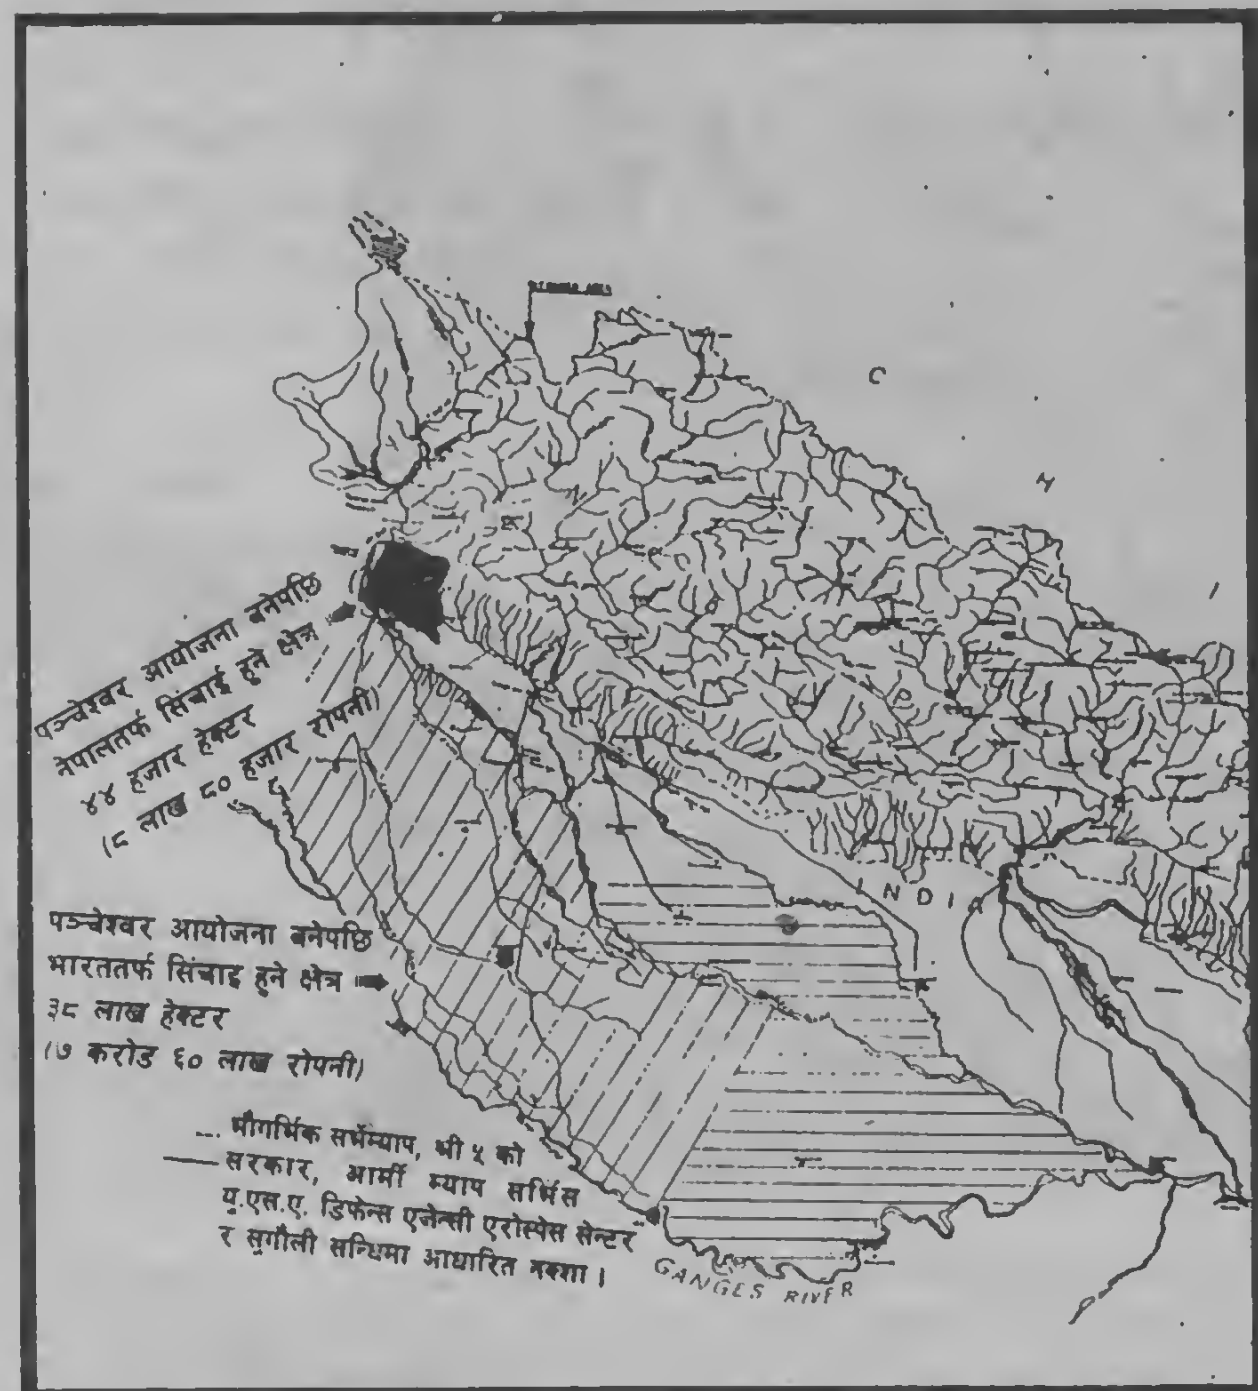 C
H
I
N
E
P
A
पञ्चेश्वर आयोजना बनेपछि
नेपालतर्फ सिंचाई हुने क्षेत्र
४४ हजार हेक्टर
(८ लाख ८० हजार रोपनी)
INDIA
INDIA
पञ्चेश्वर आयोजना बनेपछि
भारततर्फ सिंचाइ हुने क्षेत्र
३८ लाख हेक्टर
(७ करोड ६० लाख रोपनी)
भौगर्भिक सर्भेम्याप, श्री ५ को
सरकार, आर्मी म्याप सर्भिस
यु.एस.ए. डिफेन्स एजेन्सी एरोस्पेस सेन्टर
र सुगौली सन्धिमा आधारित नक्शा ।
GANGES RIVER